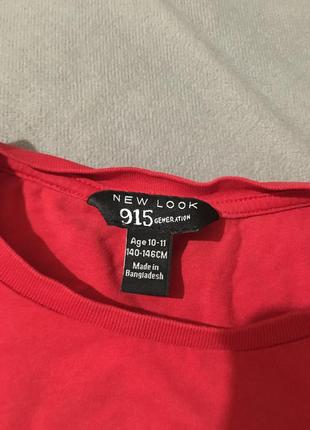 NEW LOOK
915 GENERATION
Age 10-11
140-146CM
Made in
Bangladesh